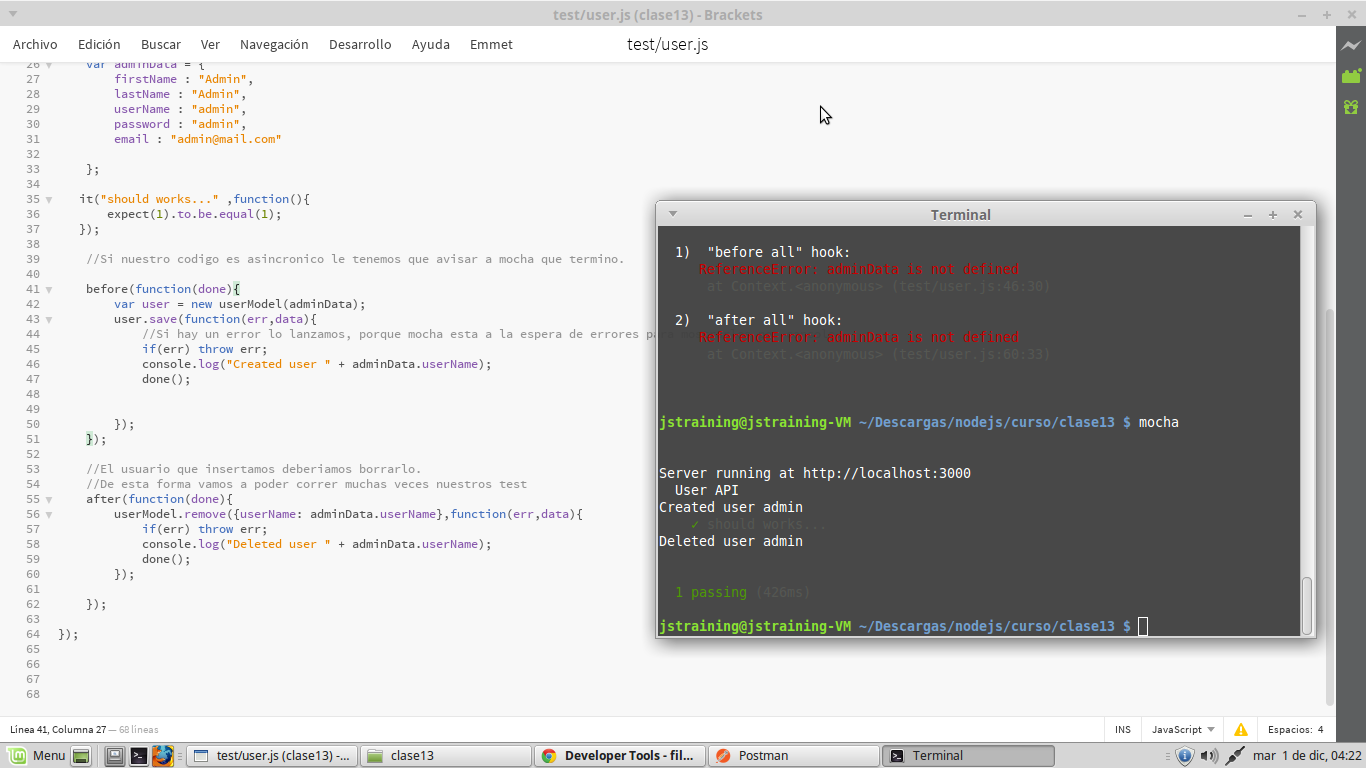 test/user.js (clase13) - Brackets
Archivo Edición Buscar Ver Navegación Desarrollo Ayuda Emmet test/user.js
26 var adminData = {
27 firstName : "Admin",
28 lastName : "Admin",
29 userName : "admin",
30 password : "admin",
31 email : "admin@mail.com"
32
33 };
34
35 it("should works..." ,function(){
36 expect(1).to.be.equal(1);
37 });
38
39 //Si nuestro codigo es asincronico le tenemos que avisar a mocha que termino.
40
41 before(function(done){
42 var user = new userModel(adminData);
43 user.save(function(err,data){
44 //Si hay un error lo lanzamos, porque mocha esta a la espera de errores
45 if(err) throw err;
46 console.log("Created user " + adminData.userName);
47 done();
48
49
50 });
51 });
52
53 //El usuario que insertamos deberiamos borrarlo.
54 //De esta forma vamos a poder correr muchas veces nuestros test
55 after(function(done){
56 userModel.remove({userName: adminData.userName},function(err,data){
57 if(err) throw err;
58 console.log("Deleted user " + adminData.userName);
59 done();
60 });
61
62 });
63
64 });
65
66
67
68
Terminal
1) "before all" hook:
ReferenceError: adminData is not defined
at Context.<anonymous> (test/user.js:46:30)
2) "after all" hook:
ReferenceError: adminData is not defined
at Context.<anonymous> (test/user.js:60:33)
jstraining@jstraining-VM ~/Descargas/nodejs/curso/clase13 $ mocha
Server running at http://localhost:3000
User API
Created user admin
✓ should works...
Deleted user admin
1 passing (426ms)
jstraining@jstraining-VM ~/Descargas/nodejs/curso/clase13 $
Línea 41, Columna 27 — 68 líneas INS JavaScript Espacios: 4
Menu test/user.js (clase13) -... clase13 Developer Tools - fil... Postman Terminal mar 1 de dic, 04:22